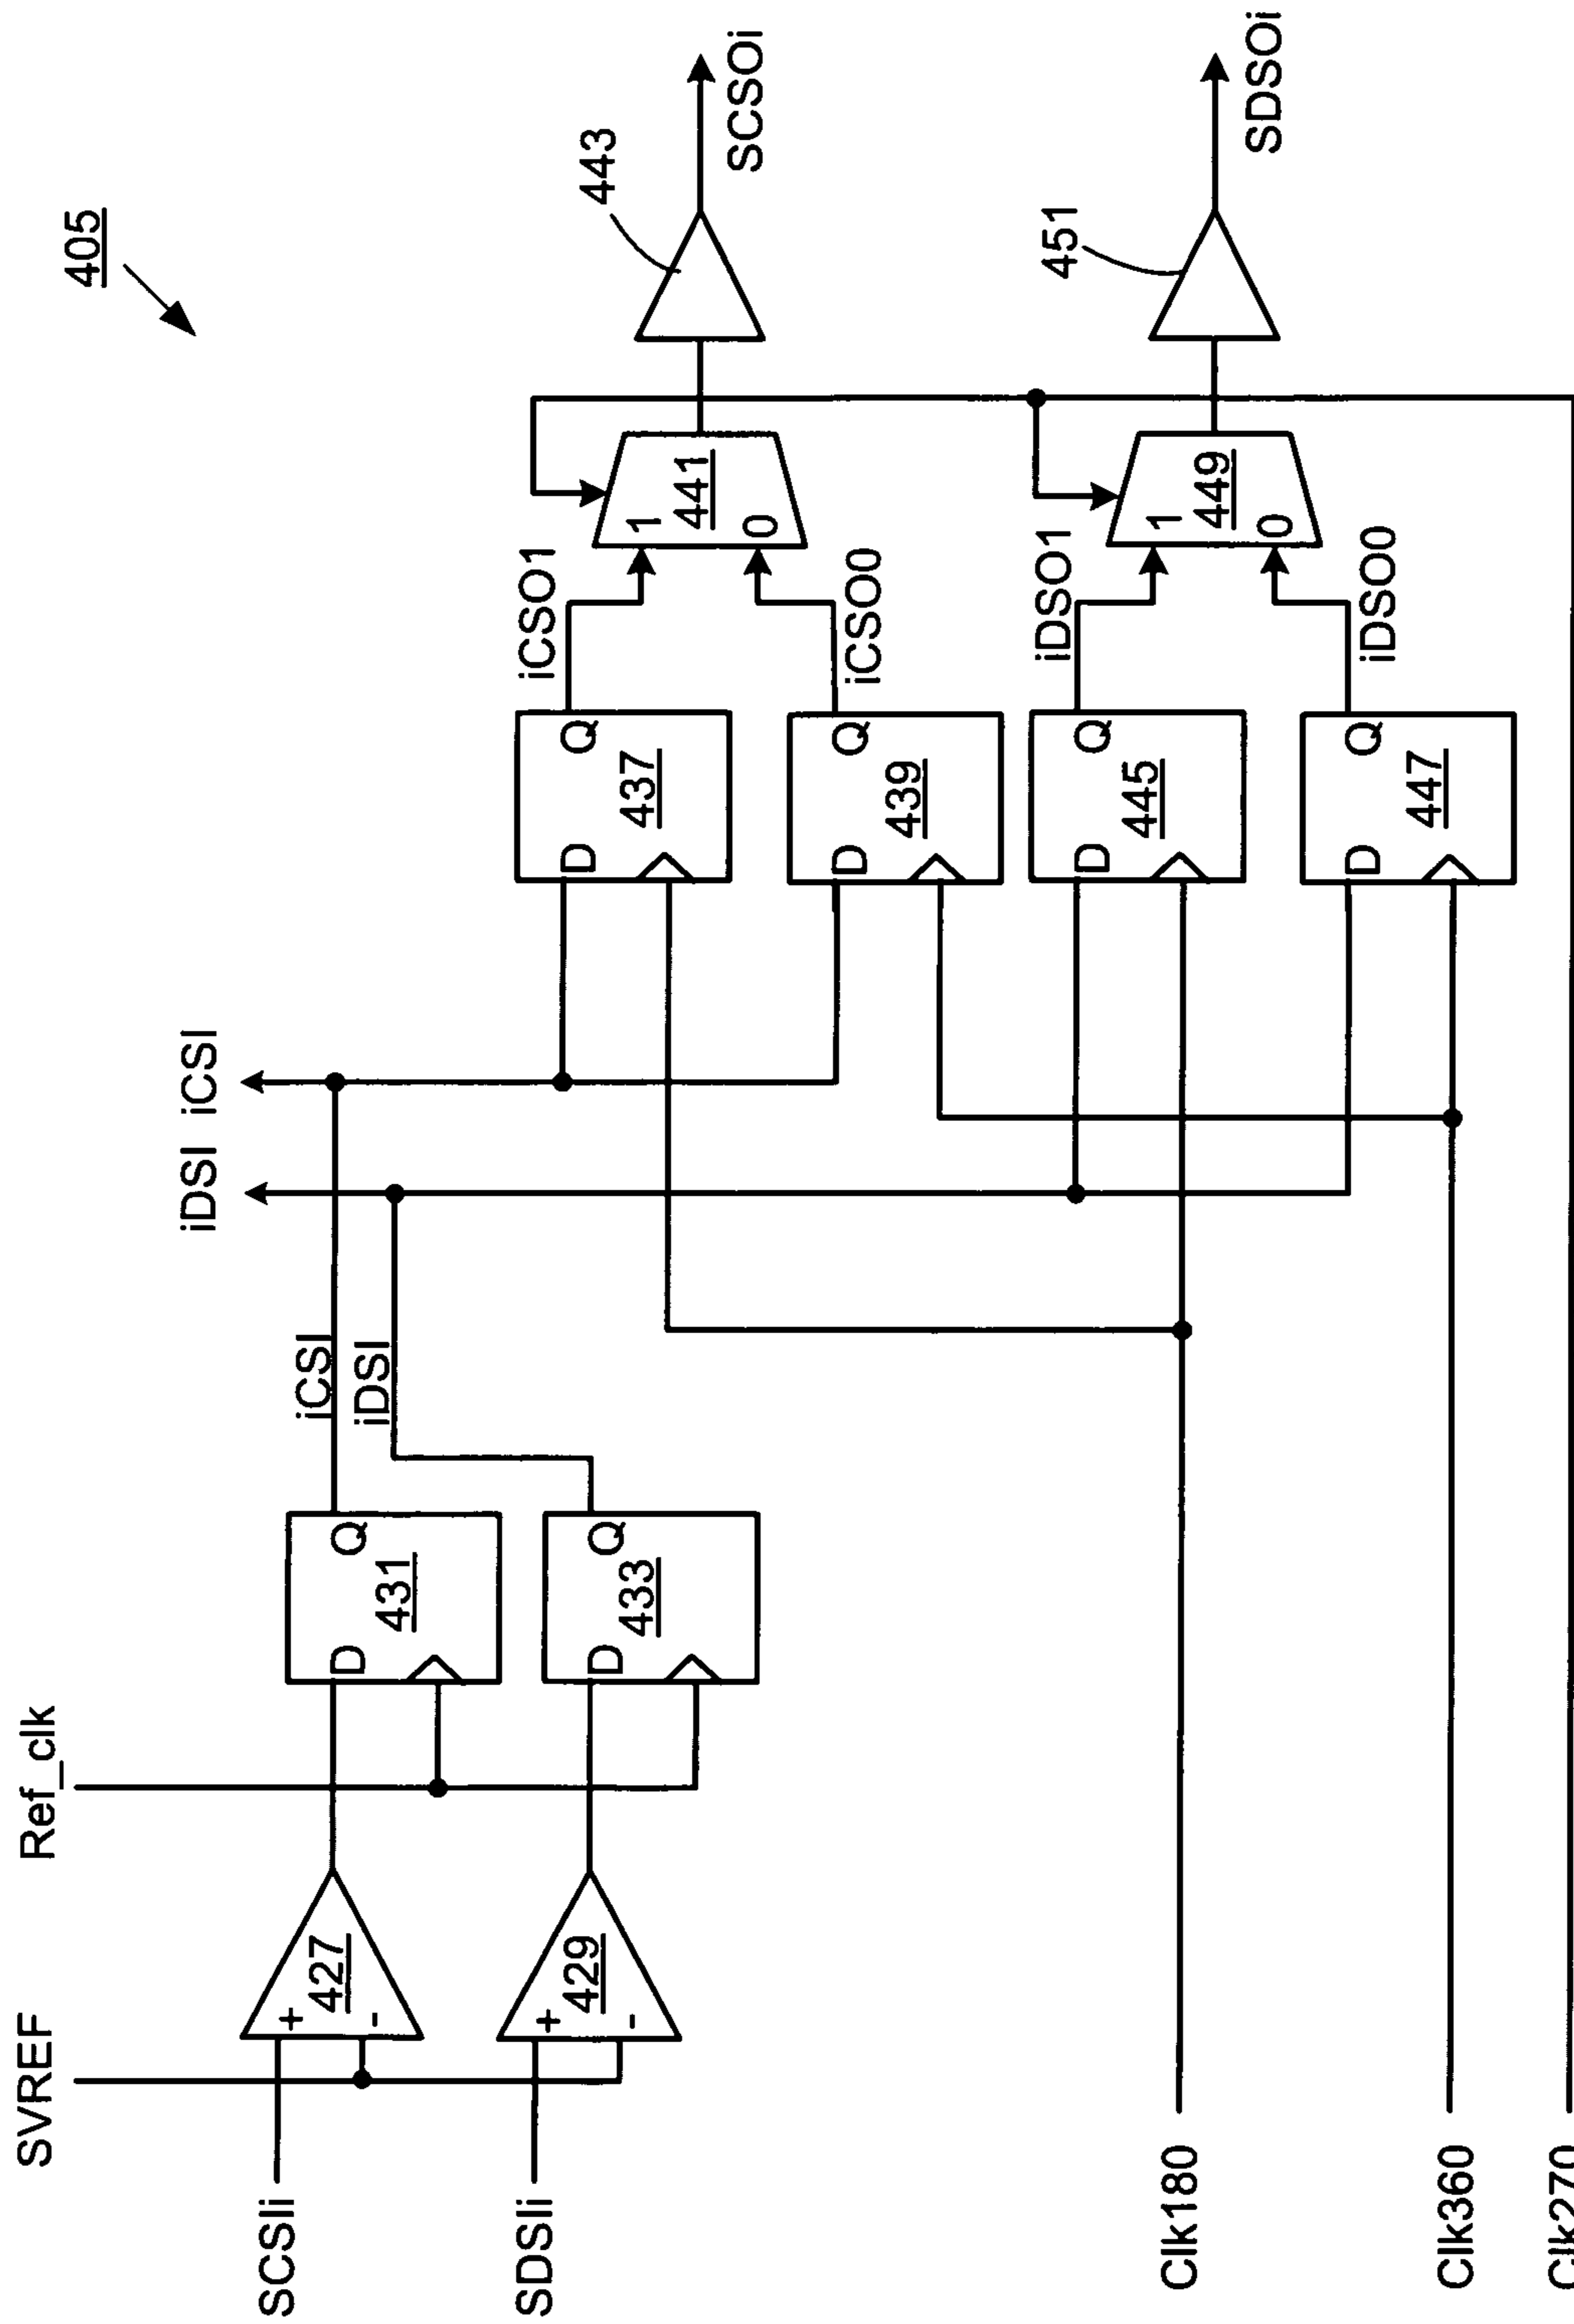 405
SVREF
Ref_clk
SCSIi
SDSIi
+
-
427
+
-
429
D
Q
431
D
Q
433
iCSI
iDSI
iDSI
iCSI
D
Q
437
D
Q
439
D
Q
445
D
Q
447
iCSO1
iCSO0
iDSO1
iDSO0
1
0
441
1
0
449
443
451
SCSOi
SDSOi
Clk180
Clk360
Clk270